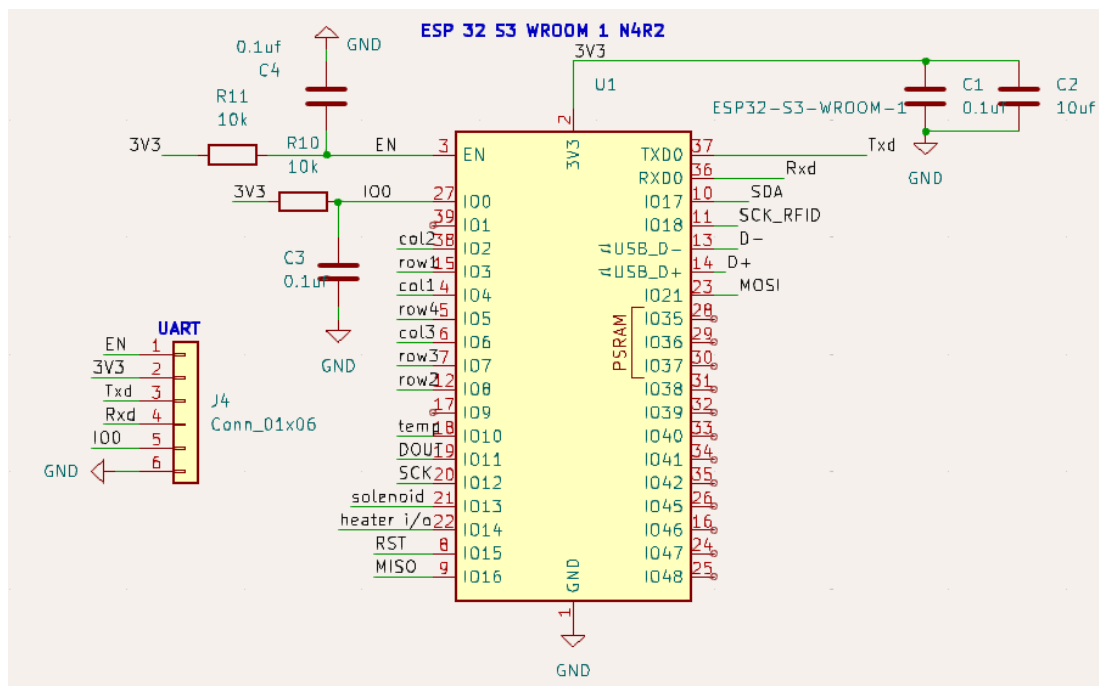 ESP 32 S3 WROOM 1 N4R2
0.1uf
C4
GND
3V3
U1
ESP32-S3-WROOM-1
C1
0.1uf
C2
10uf
GND
R11
10k
3V3
R10
10k
EN
3V3
IO0
C3
0.1uf
GND
2
3V3
3 EN
27 IO0
39 IO1
col2 38 IO2
row1 15 IO3
col1 4 IO4
row4 5 IO5
col3 6 IO6
row3 7 IO7
row2 12 IO8
17 IO9
temp 18 IO10
DOUT 19 IO11
SCK 20 IO12
solenoid 21 IO13
heater i/o 22 IO14
RST 8 IO15
MISO 9 IO16
TXD0 37 Txd
RXD0 36 Rxd
IO17 10 SDA
IO18 11 SCK_RFID
USB_D- 13 D-
USB_D+ 14 D+
IO21 23 MOSI
PSRAM
IO35 28
IO36 29
IO37 30
IO38 31
IO39 32
IO40 33
IO41 34
IO42 35
IO45 26
IO46 16
IO47 24
IO48 25
GND
1
GND
UART
EN 1
3V3 2
Txd 3
Rxd 4
IO0 5
GND 6
J4
Conn_01x06